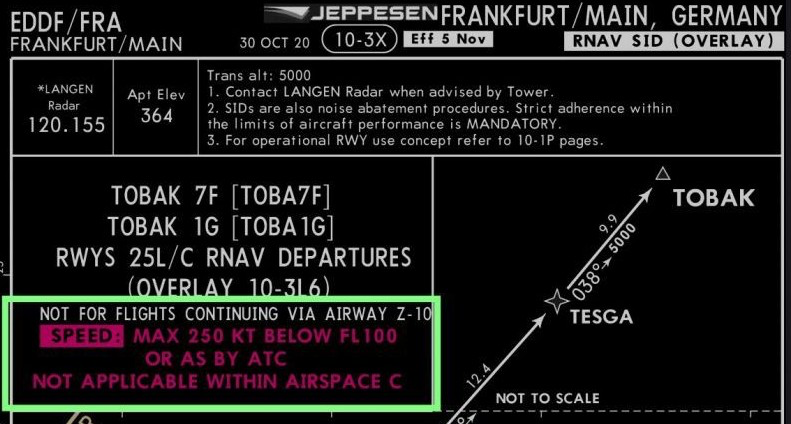 EDDF/FRA
FRANKFURT/MAIN
JEPPESEN
FRANKFURT/MAIN, GERMANY
30 OCT 20
10-3X
Eff 5 Nov
RNAV SID (OVERLAY)
*LANGEN
Radar
120.155
Apt Elev
364
Trans alt: 5000
1. Contact LANGEN Radar when advised by Tower.
2. SIDs are also noise abatement procedures. Strict adherence within
the limits of aircraft performance is MANDATORY.
3. For operational RWY use concept refer to 10-1P pages.
TOBAK 7F [TOBA7F]
TOBAK 1G [TOBA1G]
RWYS 25L/C RNAV DEPARTURES
(OVERLAY 10-3L6)
NOT FOR FLIGHTS CONTINUING VIA AIRWAY Z-10
SPEED: MAX 250 KT BELOW FL100
OR AS BY ATC
NOT APPLICABLE WITHIN AIRSPACE C
TOBAK
9.9
038° 5000
TESGA
12.4
NOT TO SCALE